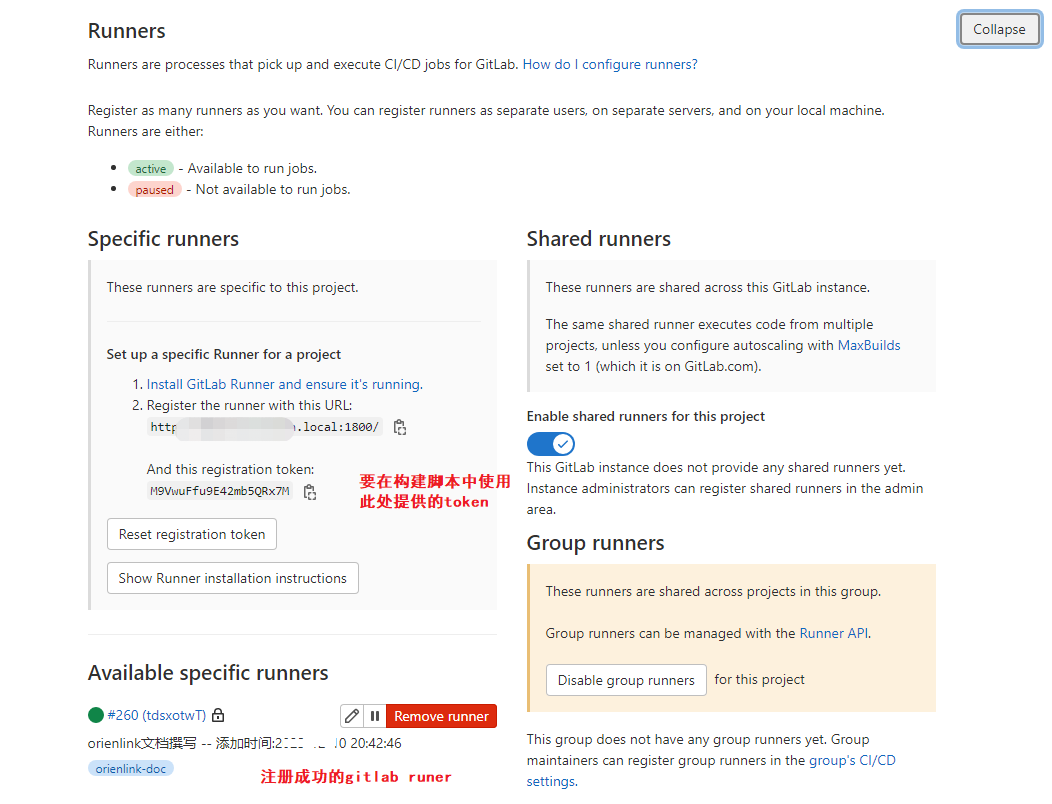 Runners
Collapse
Runners are processes that pick up and execute CI/CD jobs for GitLab. How do I configure runners?
Register as many runners as you want. You can register runners as separate users, on separate servers, and on your local machine.
Runners are either:
active - Available to run jobs.
paused - Not available to run jobs.
Specific runners
These runners are specific to this project.
Set up a specific Runner for a project
1. Install GitLab Runner and ensure it's running.
2. Register the runner with this URL:
http .local:1800/
And this registration token:
M9VwuFfu9E42mb5QRx7M
要在构建脚本中使用
此处提供的token
Reset registration token
Show Runner installation instructions
Available specific runners
#260 (tdsxotwT)
Remove runner
orienlink文档撰写 -- 添加时间:2 0 20:42:46
orienlink-doc
注册成功的gitlab runer
Shared runners
These runners are shared across this GitLab instance.
The same shared runner executes code from multiple
projects, unless you configure autoscaling with MaxBuilds
set to 1 (which it is on GitLab.com).
Enable shared runners for this project
This GitLab instance does not provide any shared runners yet.
Instance administrators can register shared runners in the admin
area.
Group runners
These runners are shared across projects in this group.
Group runners can be managed with the Runner API.
Disable group runners for this project
This group does not have any group runners yet. Group
maintainers can register group runners in the group's CI/CD
settings.